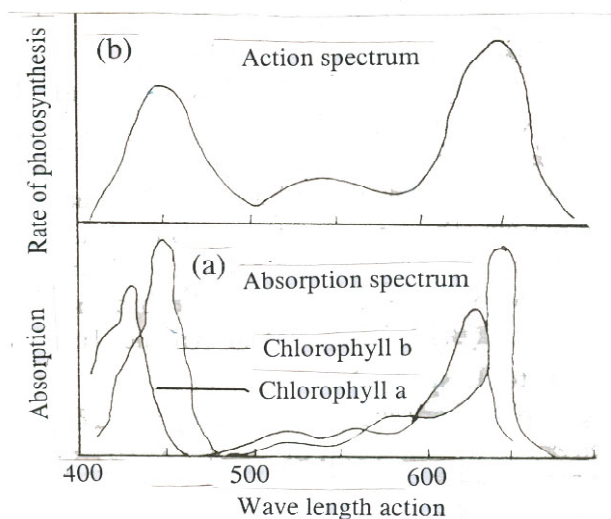 (b)
Action spectrum
Rate of photosynthesis
(a)
Absorption spectrum
Absorption
Chlorophyll b
Chlorophyll a
400 500 600
Wave length action